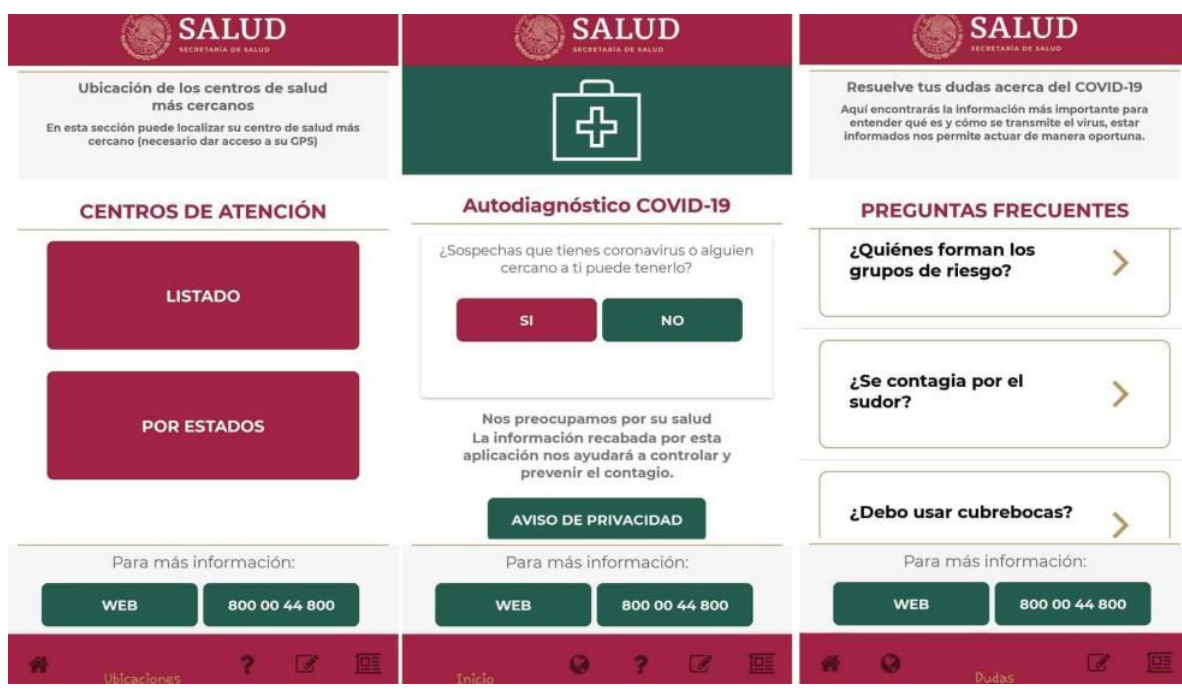 SALUD
SECRETARÍA DE SALUD
Ubicación de los centros de salud
más cercanos
En esta sección puede localizar su centro de salud más
cercano (necesario dar acceso a su GPS)
CENTROS DE ATENCIÓN
LISTADO
POR ESTADOS
Para más información:
WEB
800 00 44 800
Ubicaciones
?
SALUD
SECRETARÍA DE SALUD
Autodiagnóstico COVID-19
¿Sospechas que tienes coronavirus o alguien
cercano a ti puede tenerlo?
SI
NO
Nos preocupamos por su salud
La información recabada por esta
aplicación nos ayudará a controlar y
prevenir el contagio.
AVISO DE PRIVACIDAD
Para más información:
WEB
800 00 44 800
Inicio
?
SALUD
SECRETARÍA DE SALUD
Resuelve tus dudas acerca del COVID-19
Aquí encontrarás la información más importante para
entender qué es y cómo se transmite el virus, estar
informados nos permite actuar de manera oportuna.
PREGUNTAS FRECUENTES
¿Quiénes forman los
grupos de riesgo?
¿Se contagia por el
sudor?
¿Debo usar cubrebocas?
Para más información:
WEB
800 00 44 800
Dudas